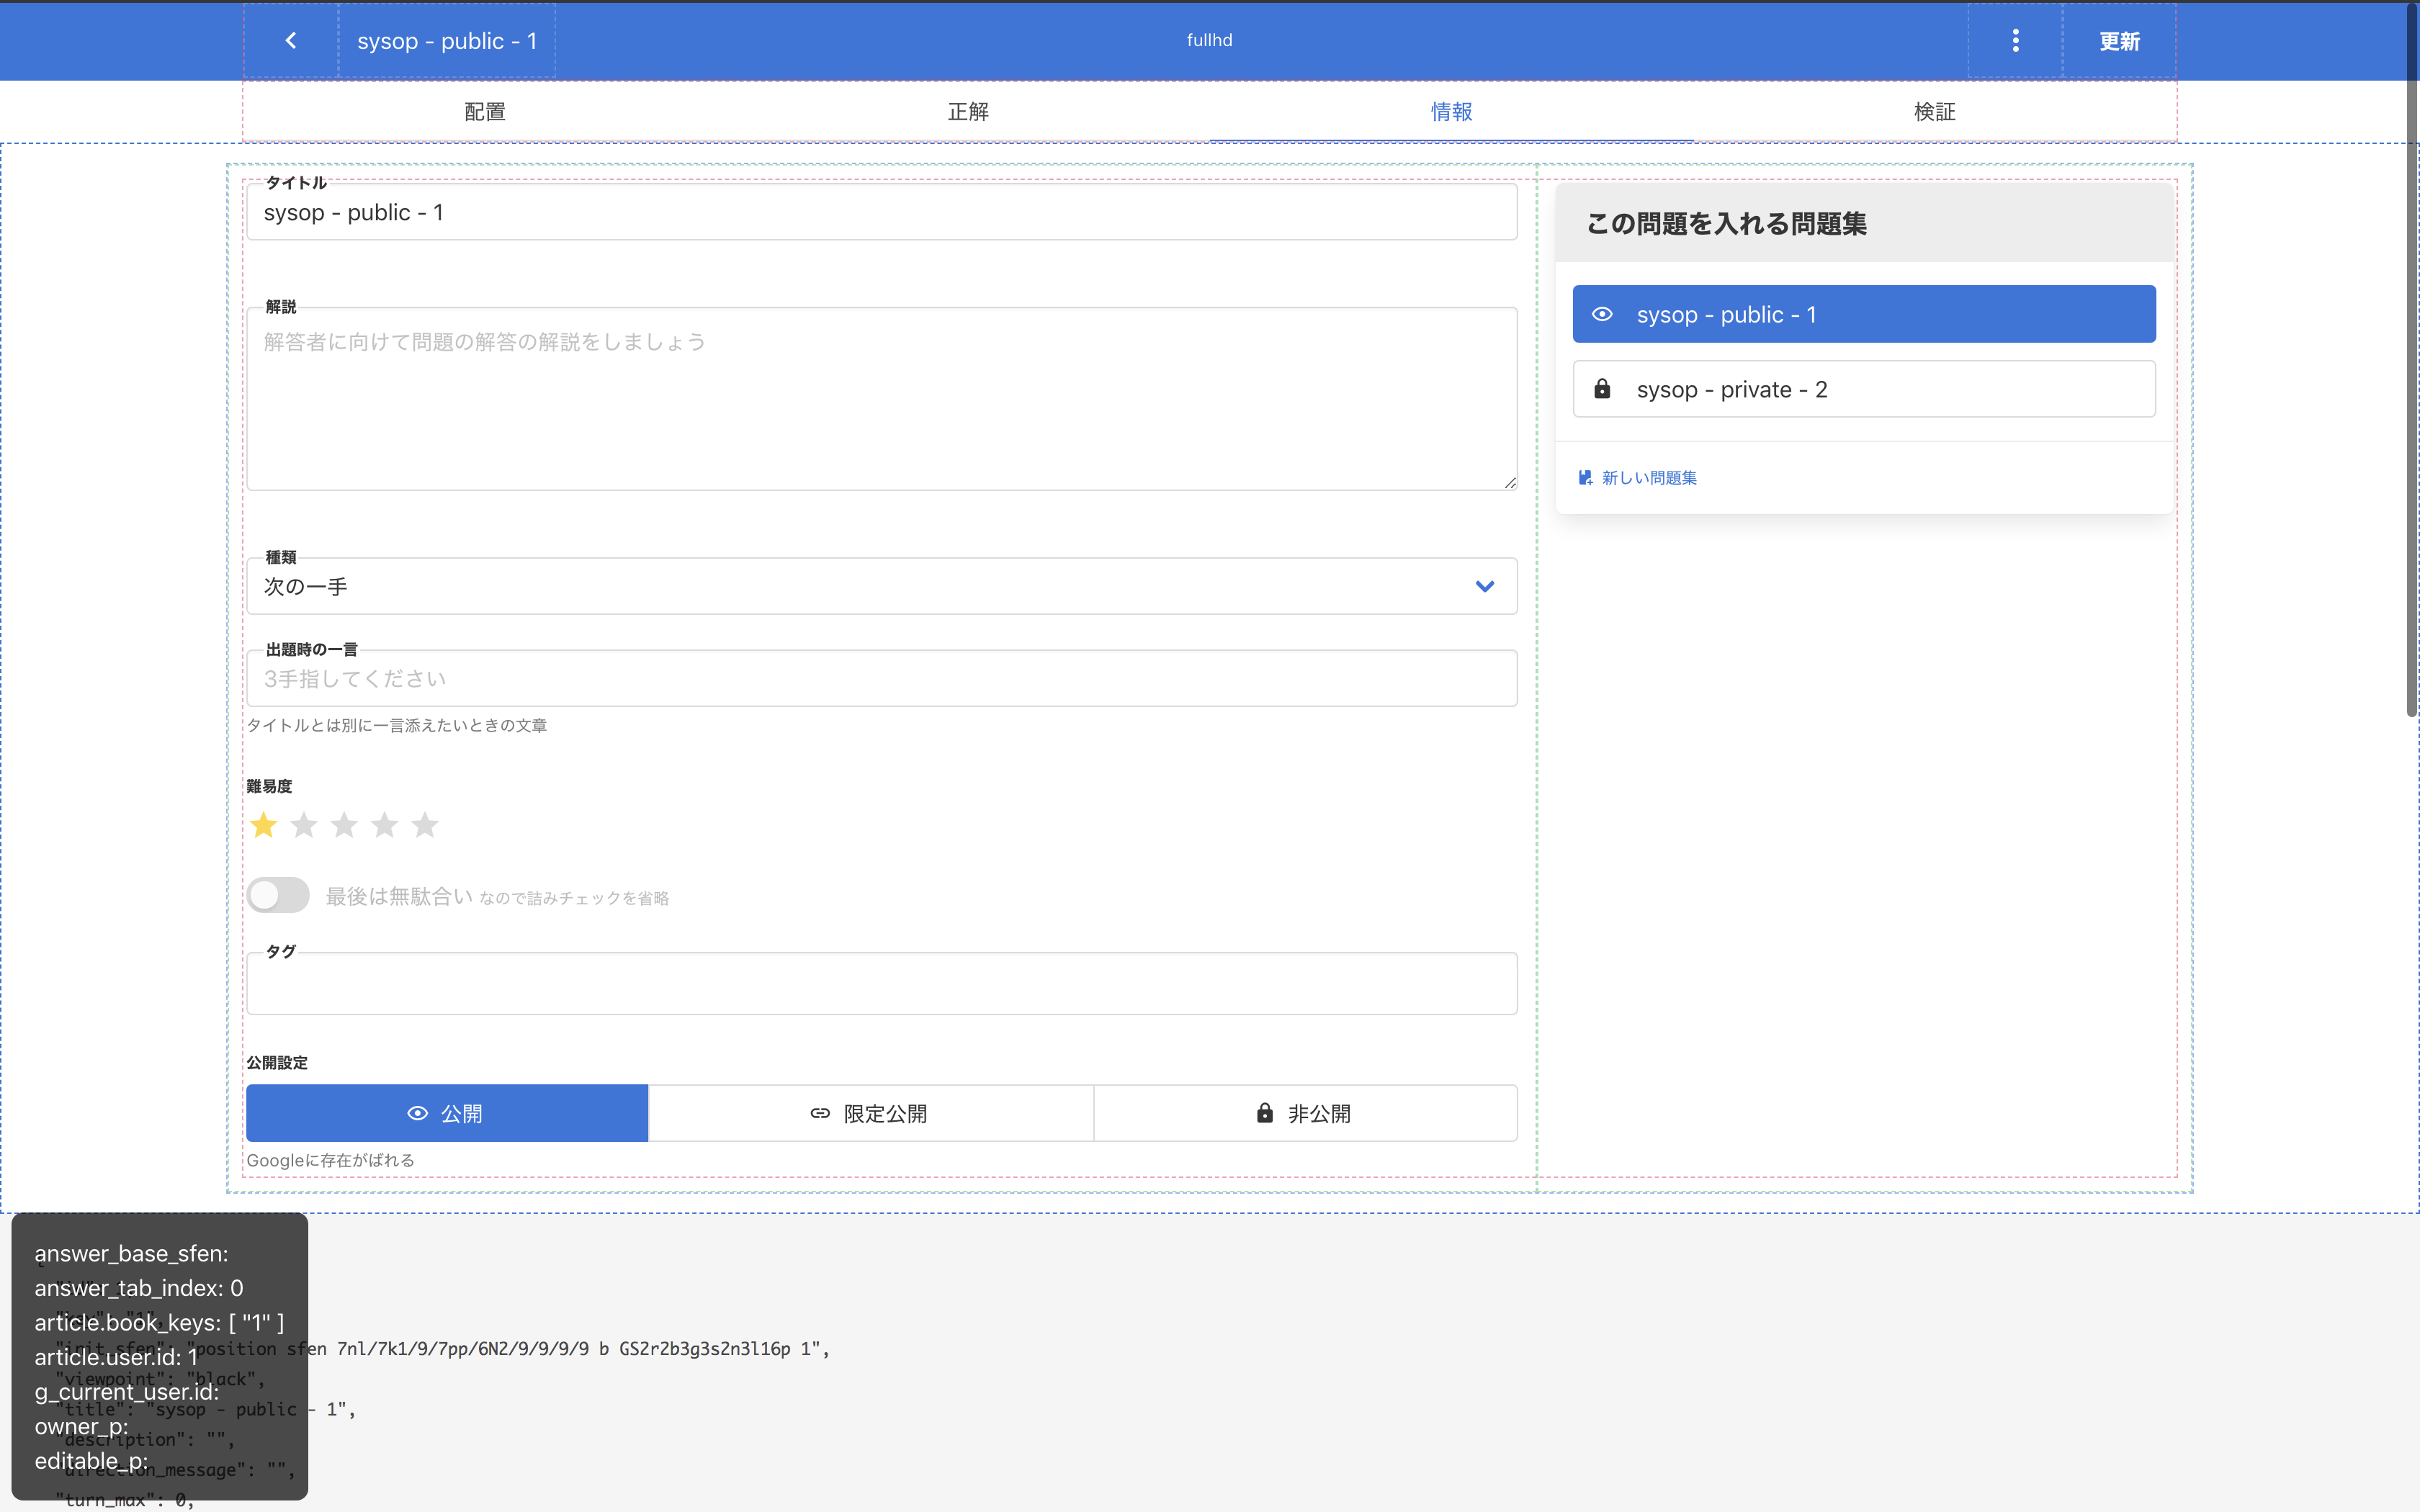 sysop - public - 1
fullhd
更新
配置
正解
情報
検証
タイトル
sysop - public - 1
解説
解答者に向けて問題の解答の解説をしましょう
種類
次の一手
出題時の一言
3手指してください
タイトルとは別に一言添えたいときの文章
難易度
最後は無駄合い なので詰みチェックを省略
タグ
公開設定
公開
限定公開
非公開
Googleに存在がばれる
この問題を入れる問題集
sysop - public - 1
sysop - private - 2
新しい問題集
answer_base_sfen:
answer_tab_index: 0
article.book_keys: [ "1" ]
article.user.id: 1
g_current_user.id:
owner_p:
editable_p:
"init_sfen": "position sfen 7nl/7k1/9/7pp/6N2/9/9/9/9 b GS2r2b3g3s2n3l16p 1",
"viewpoint": "black",
"title": "sysop - public - 1",
"description": "",
"direction_message": "",
"turn_max": 0,